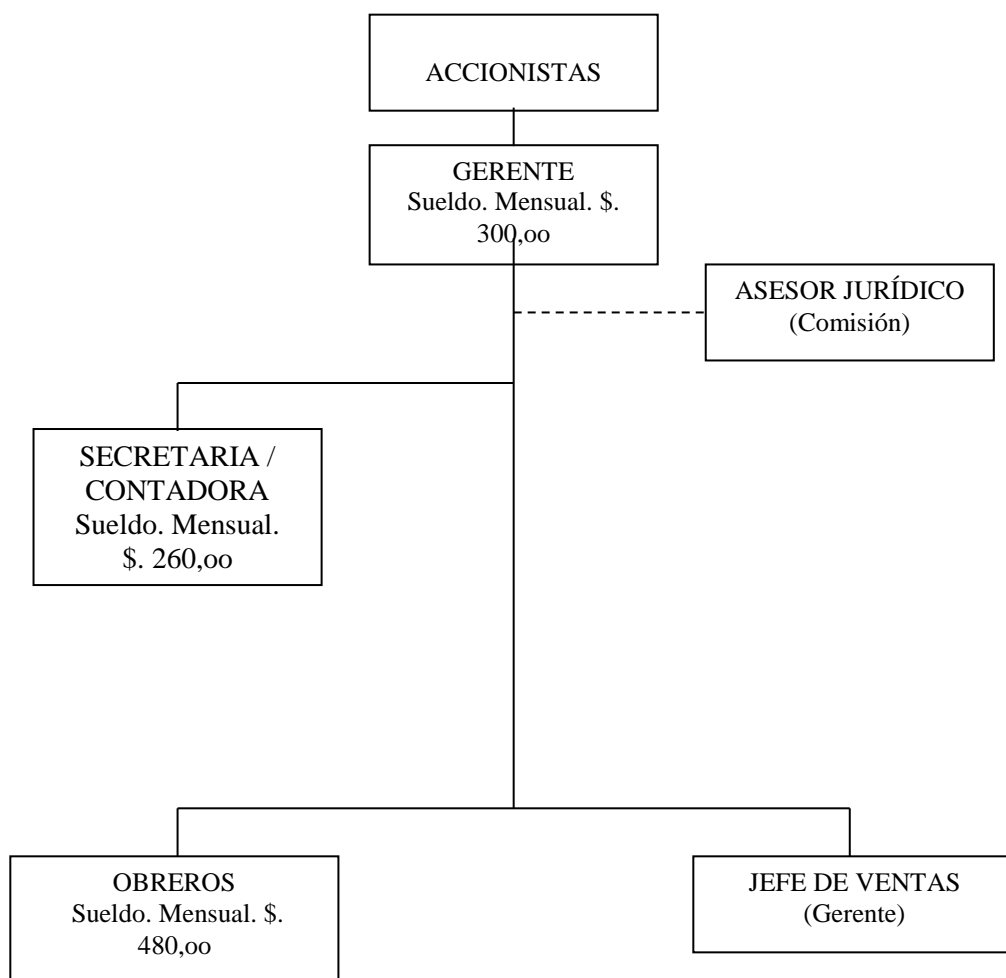 ACCIONISTAS
GERENTE
Sueldo. Mensual. $.
300,oo
ASESOR JURÍDICO
(Comisión)
SECRETARIA /
CONTADORA
Sueldo. Mensual.
$. 260,oo
OBREROS
Sueldo. Mensual. $.
480,oo
JEFE DE VENTAS
(Gerente)